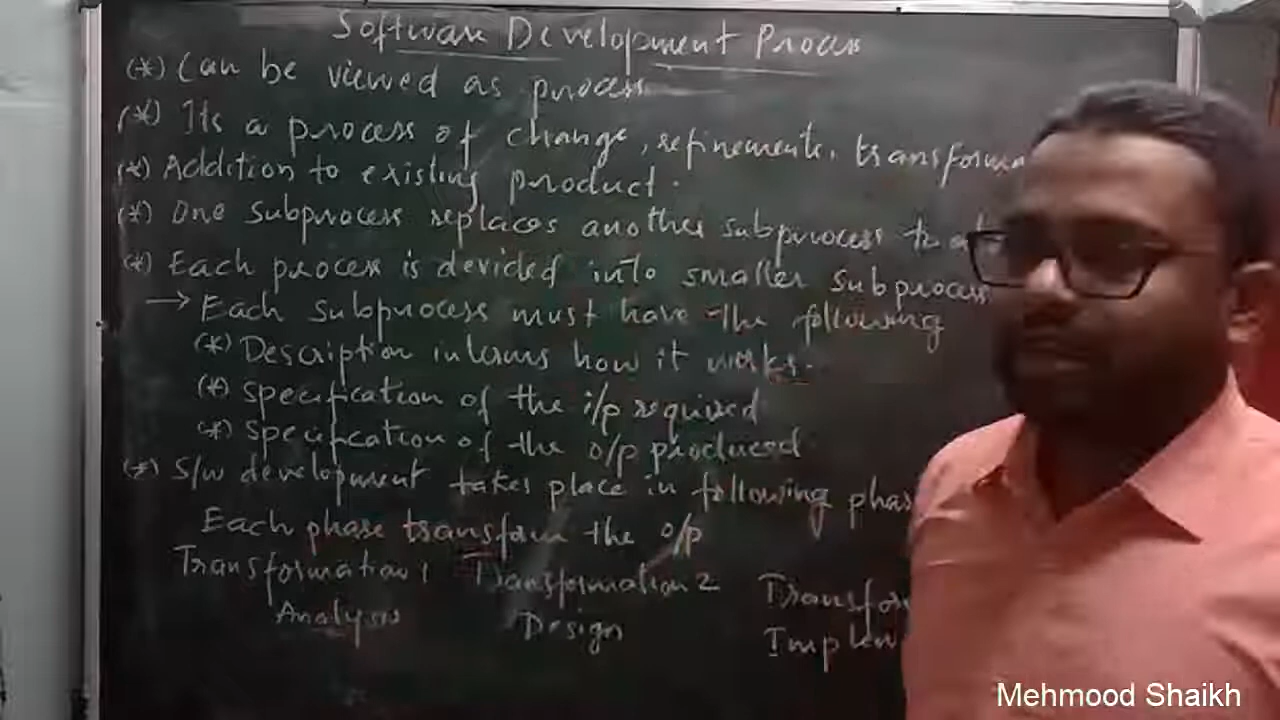 Software Development Process
(*) Can be viewed as process
(*) Its a process of change, refinements, transforma
(*) Addition to existing product.
(*) One subprocess replaces another subprocess to
(*) Each process is devided into smaller subprocess
→ Each subprocess must have the following
(*) Description interms how it works.
(*) Specification of the i/p required
(*) Specification of the o/p produced
(*) S/w development takes place in following phas
Each phase transform the o/p
Transformation 1 Transformation 2 Transfor
Analysis Design Implem
Mehmood Shaikh